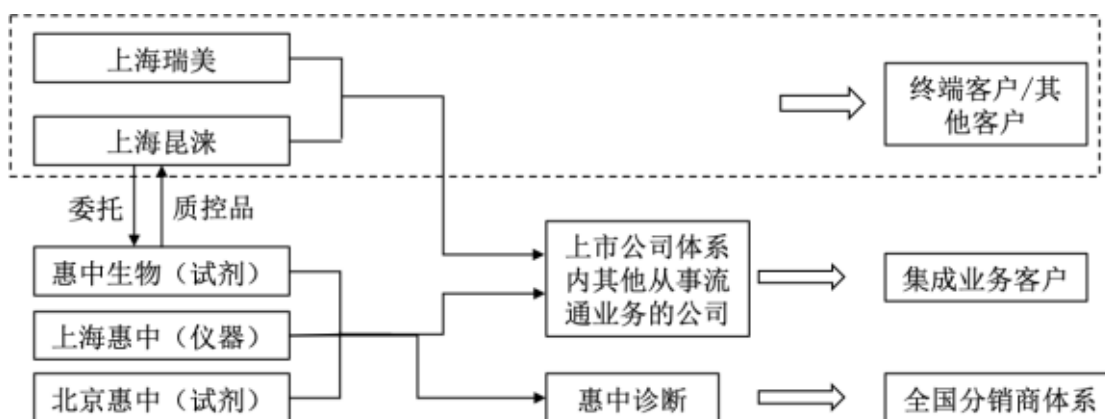 上海瑞美
终端客户/其
他客户
上海昆涞
委托
质控品
惠中生物（试剂）
上市公司体系
内其他从事流
通业务的公司
集成业务客户
上海惠中（仪器）
北京惠中（试剂）
惠中诊断
全国分销商体系